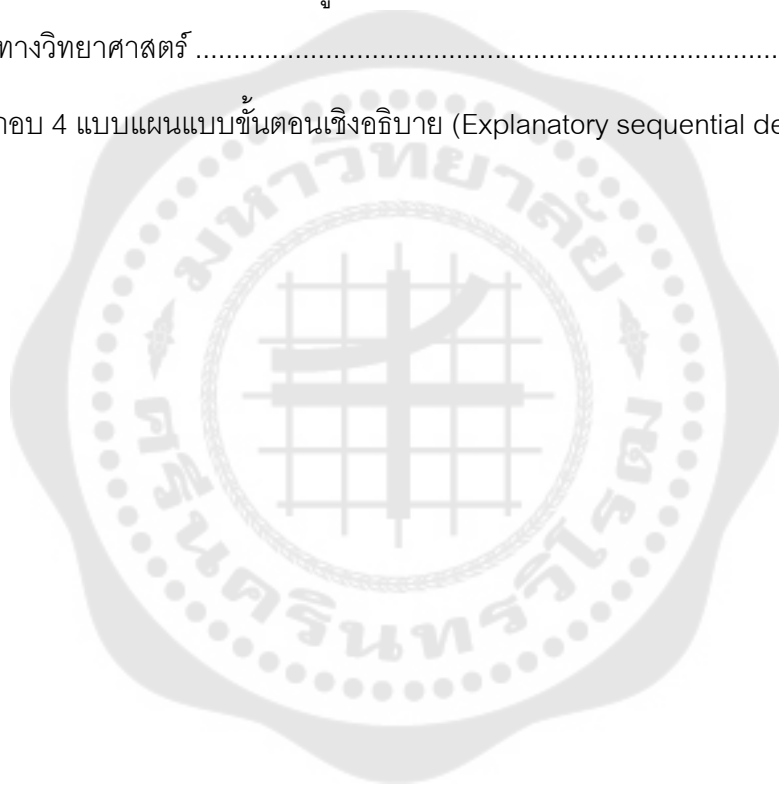 ทางวิทยาศาสตร์ ............................................................................
กอบ 4 แบบแผนแบบขั้นตอนเชิงอธิบาย (Explanatory sequential de
มหาวิทยาลัย
ศรีนครินทรวิโรฒ